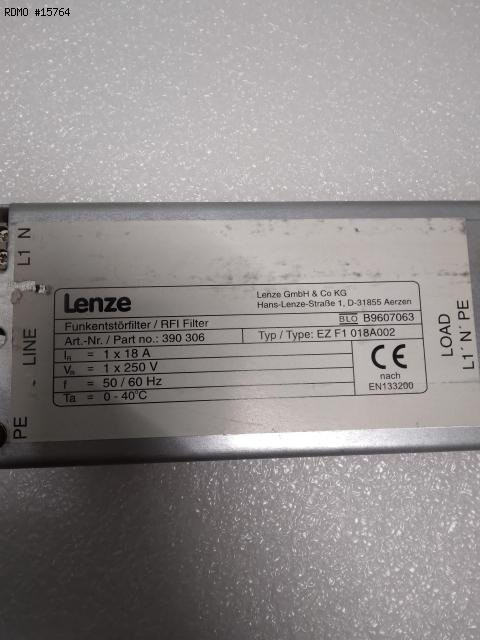 RDMO #15764
L1 N
LINE
PE
Lenze
Lenze GmbH & Co KG
Hans-Lenze-Straße 1, D-31855 Aerzen
Funkentstörfilter / RFI Filter
BLO B9607063
Art.-Nr. / Part no.: 390 306
Typ / Type: EZ F1 018A002
In = 1 x 18 A
Vn = 1 x 250 V
f = 50 / 60 Hz
Ta = 0 - 40°C
CE
nach
EN133200
LOAD
L1' N' PE